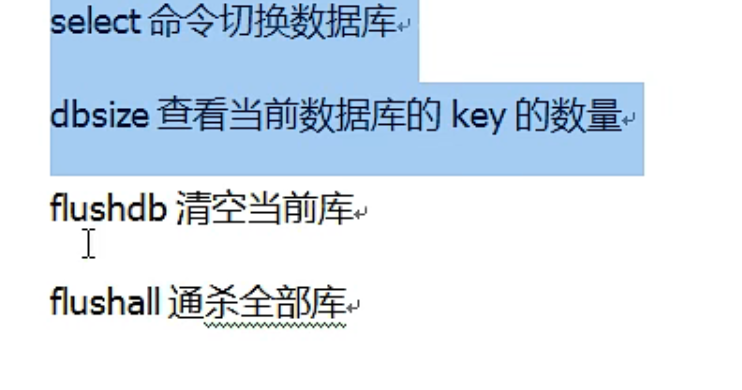 select 命令切换数据库
dbsize 查看当前数据库的 key 的数量
flushdb 清空当前库
flushall 通杀全部库